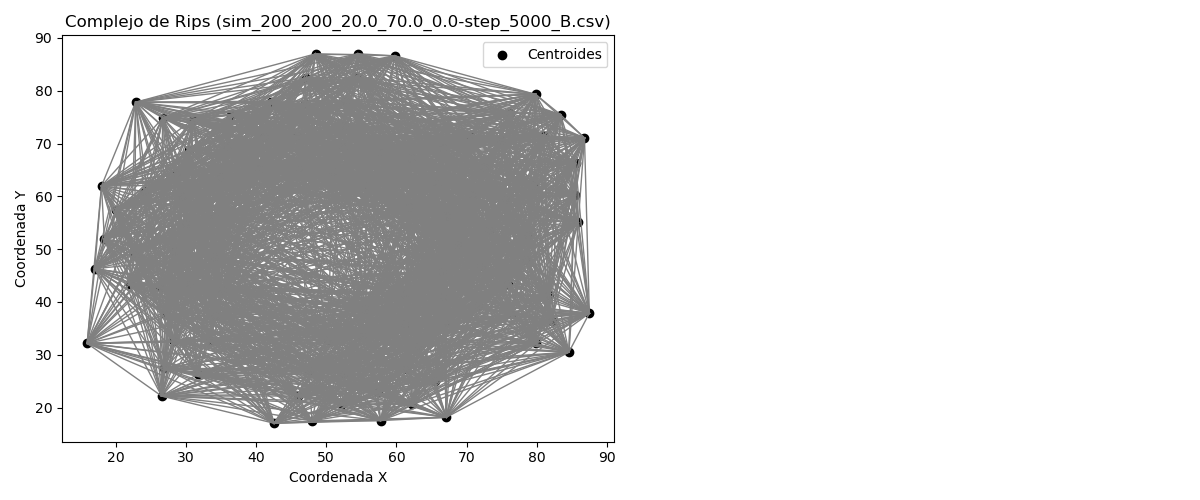 Complejo de Rips (sim_200_200_20.0_70.0_0.0-step_5000_B.csv)
Centroides
90
80
70
60
50
40
30
20
Coordenada Y
20 30 40 50 60 70 80 90
Coordenada X